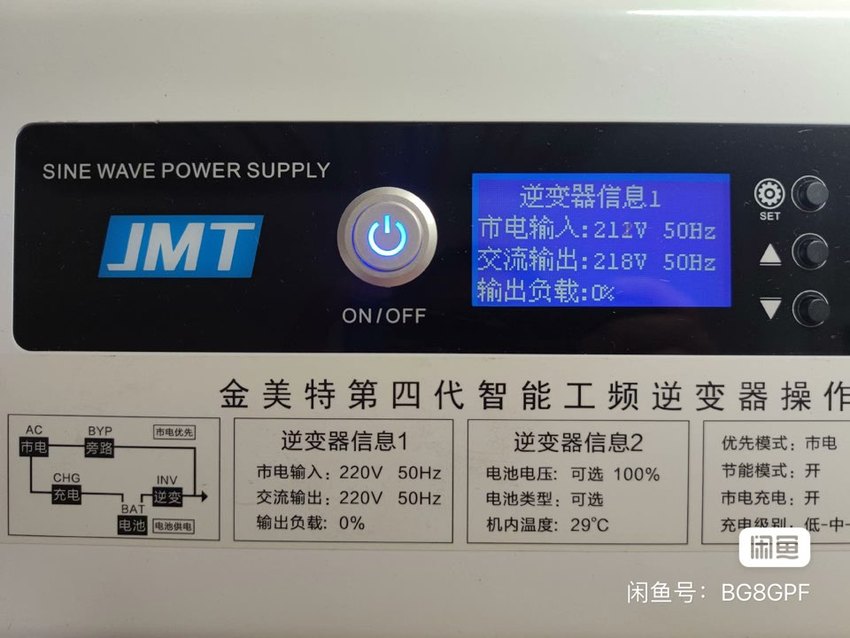 SINE WAVE POWER SUPPLY
JMT
ON/OFF
逆变器信息1
市电输入:212V 50Hz
交流输出:218V 50Hz
输出负载:0%
SET
金美特第四代智能工频逆变器操作
AC
市电
BYP
旁路
市电优先
CHG
充电
INV
逆变
BAT
电池
电池供电
逆变器信息1
市电输入: 220V 50Hz
交流输出: 220V 50Hz
输出负载: 0%
逆变器信息2
电池电压: 可选 100%
电池类型: 可选
机内温度: 29℃
优先模式: 市电
节能模式: 开
市电充电: 开
充电级别: 低-中-
闲鱼
闲鱼号: BG8GPF